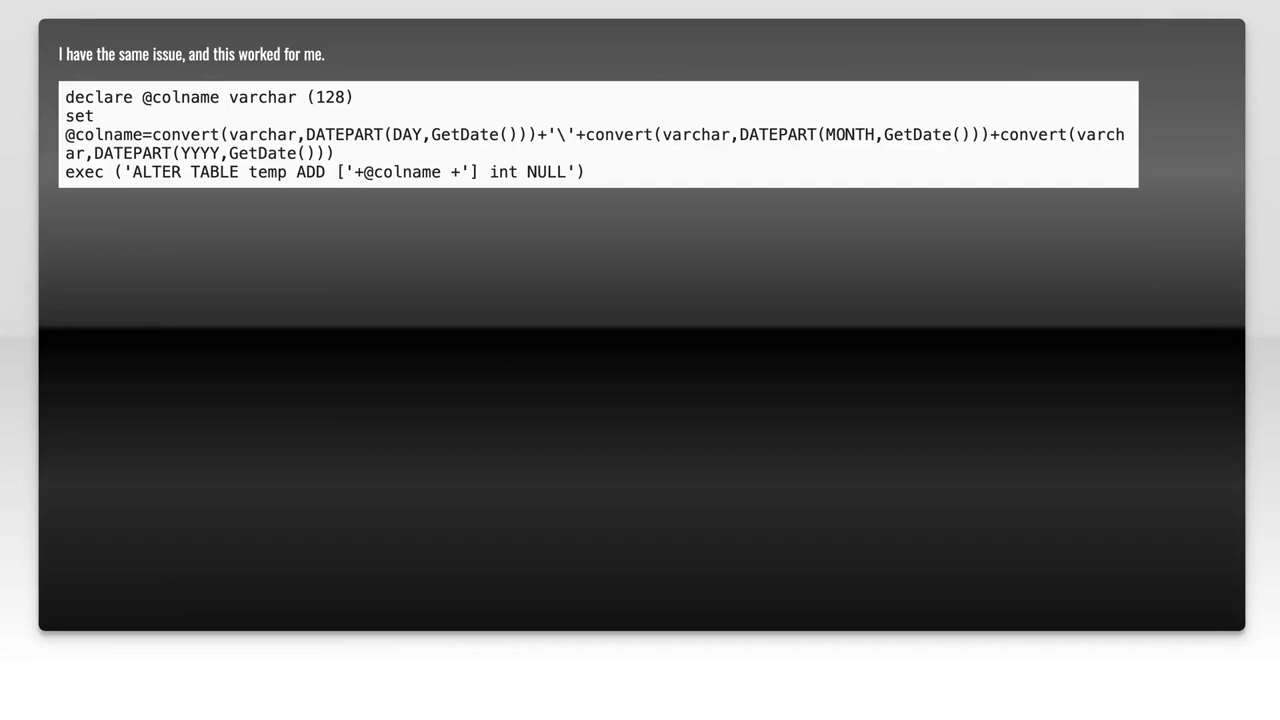 I have the same issue, and this worked for me.
declare @colname varchar (128)
set
@colname=convert(varchar,DATEPART(DAY,GetDate()))+'\'+convert(varchar,DATEPART(MONTH,GetDate()))+convert(varch
ar,DATEPART(YYYY,GetDate()))
exec ('ALTER TABLE temp ADD ['+@colname +'] int NULL')